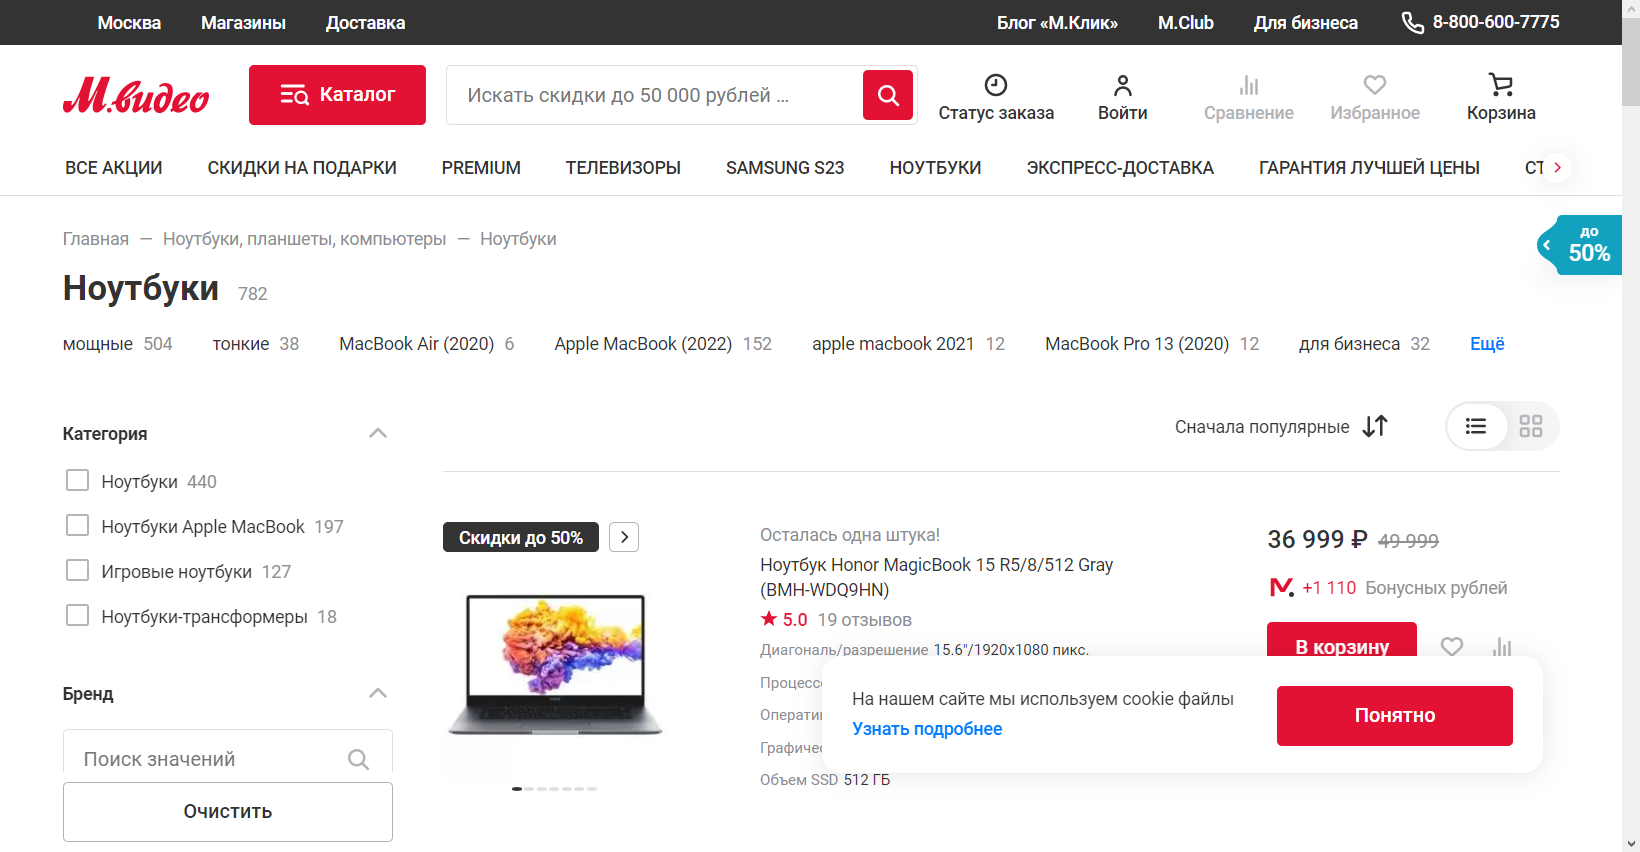 Москва Магазины Доставка Блог «М.Клик» M.Club Для бизнеса 8-800-600-7775
М.видео Каталог Искать скидки до 50 000 рублей ... Статус заказа Войти Сравнение Избранное Корзина
ВСЕ АКЦИИ СКИДКИ НА ПОДАРКИ PREMIUM ТЕЛЕВИЗОРЫ SAMSUNG S23 НОУТБУКИ ЭКСПРЕСС-ДОСТАВКА ГАРАНТИЯ ЛУЧШЕЙ ЦЕНЫ СТ
Главная — Ноутбуки, планшеты, компьютеры — Ноутбуки
до
50%
Ноутбуки 782
мощные 504 тонкие 38 MacBook Air (2020) 6 Apple MacBook (2022) 152 apple macbook 2021 12 MacBook Pro 13 (2020) 12 для бизнеса 32 Ещё
Сначала популярные
Категория
Ноутбуки 440
Ноутбуки Apple MacBook 197
Игровые ноутбуки 127
Ноутбуки-трансформеры 18
Бренд
Поиск значений
Очистить
Скидки до 50%
Осталась одна штука!
Ноутбук Honor MagicBook 15 R5/8/512 Gray
(BMH-WDQ9HN)
5.0 19 отзывов
Диагональ/разрешение 15.6"/1920x1080 пикс.
Процесс
Операти
Графичес
Объем SSD 512 ГБ
36 999 ₽ 49 999
+1 110 Бонусных рублей
В корзину
На нашем сайте мы используем cookie файлы
Узнать подробнее
Понятно